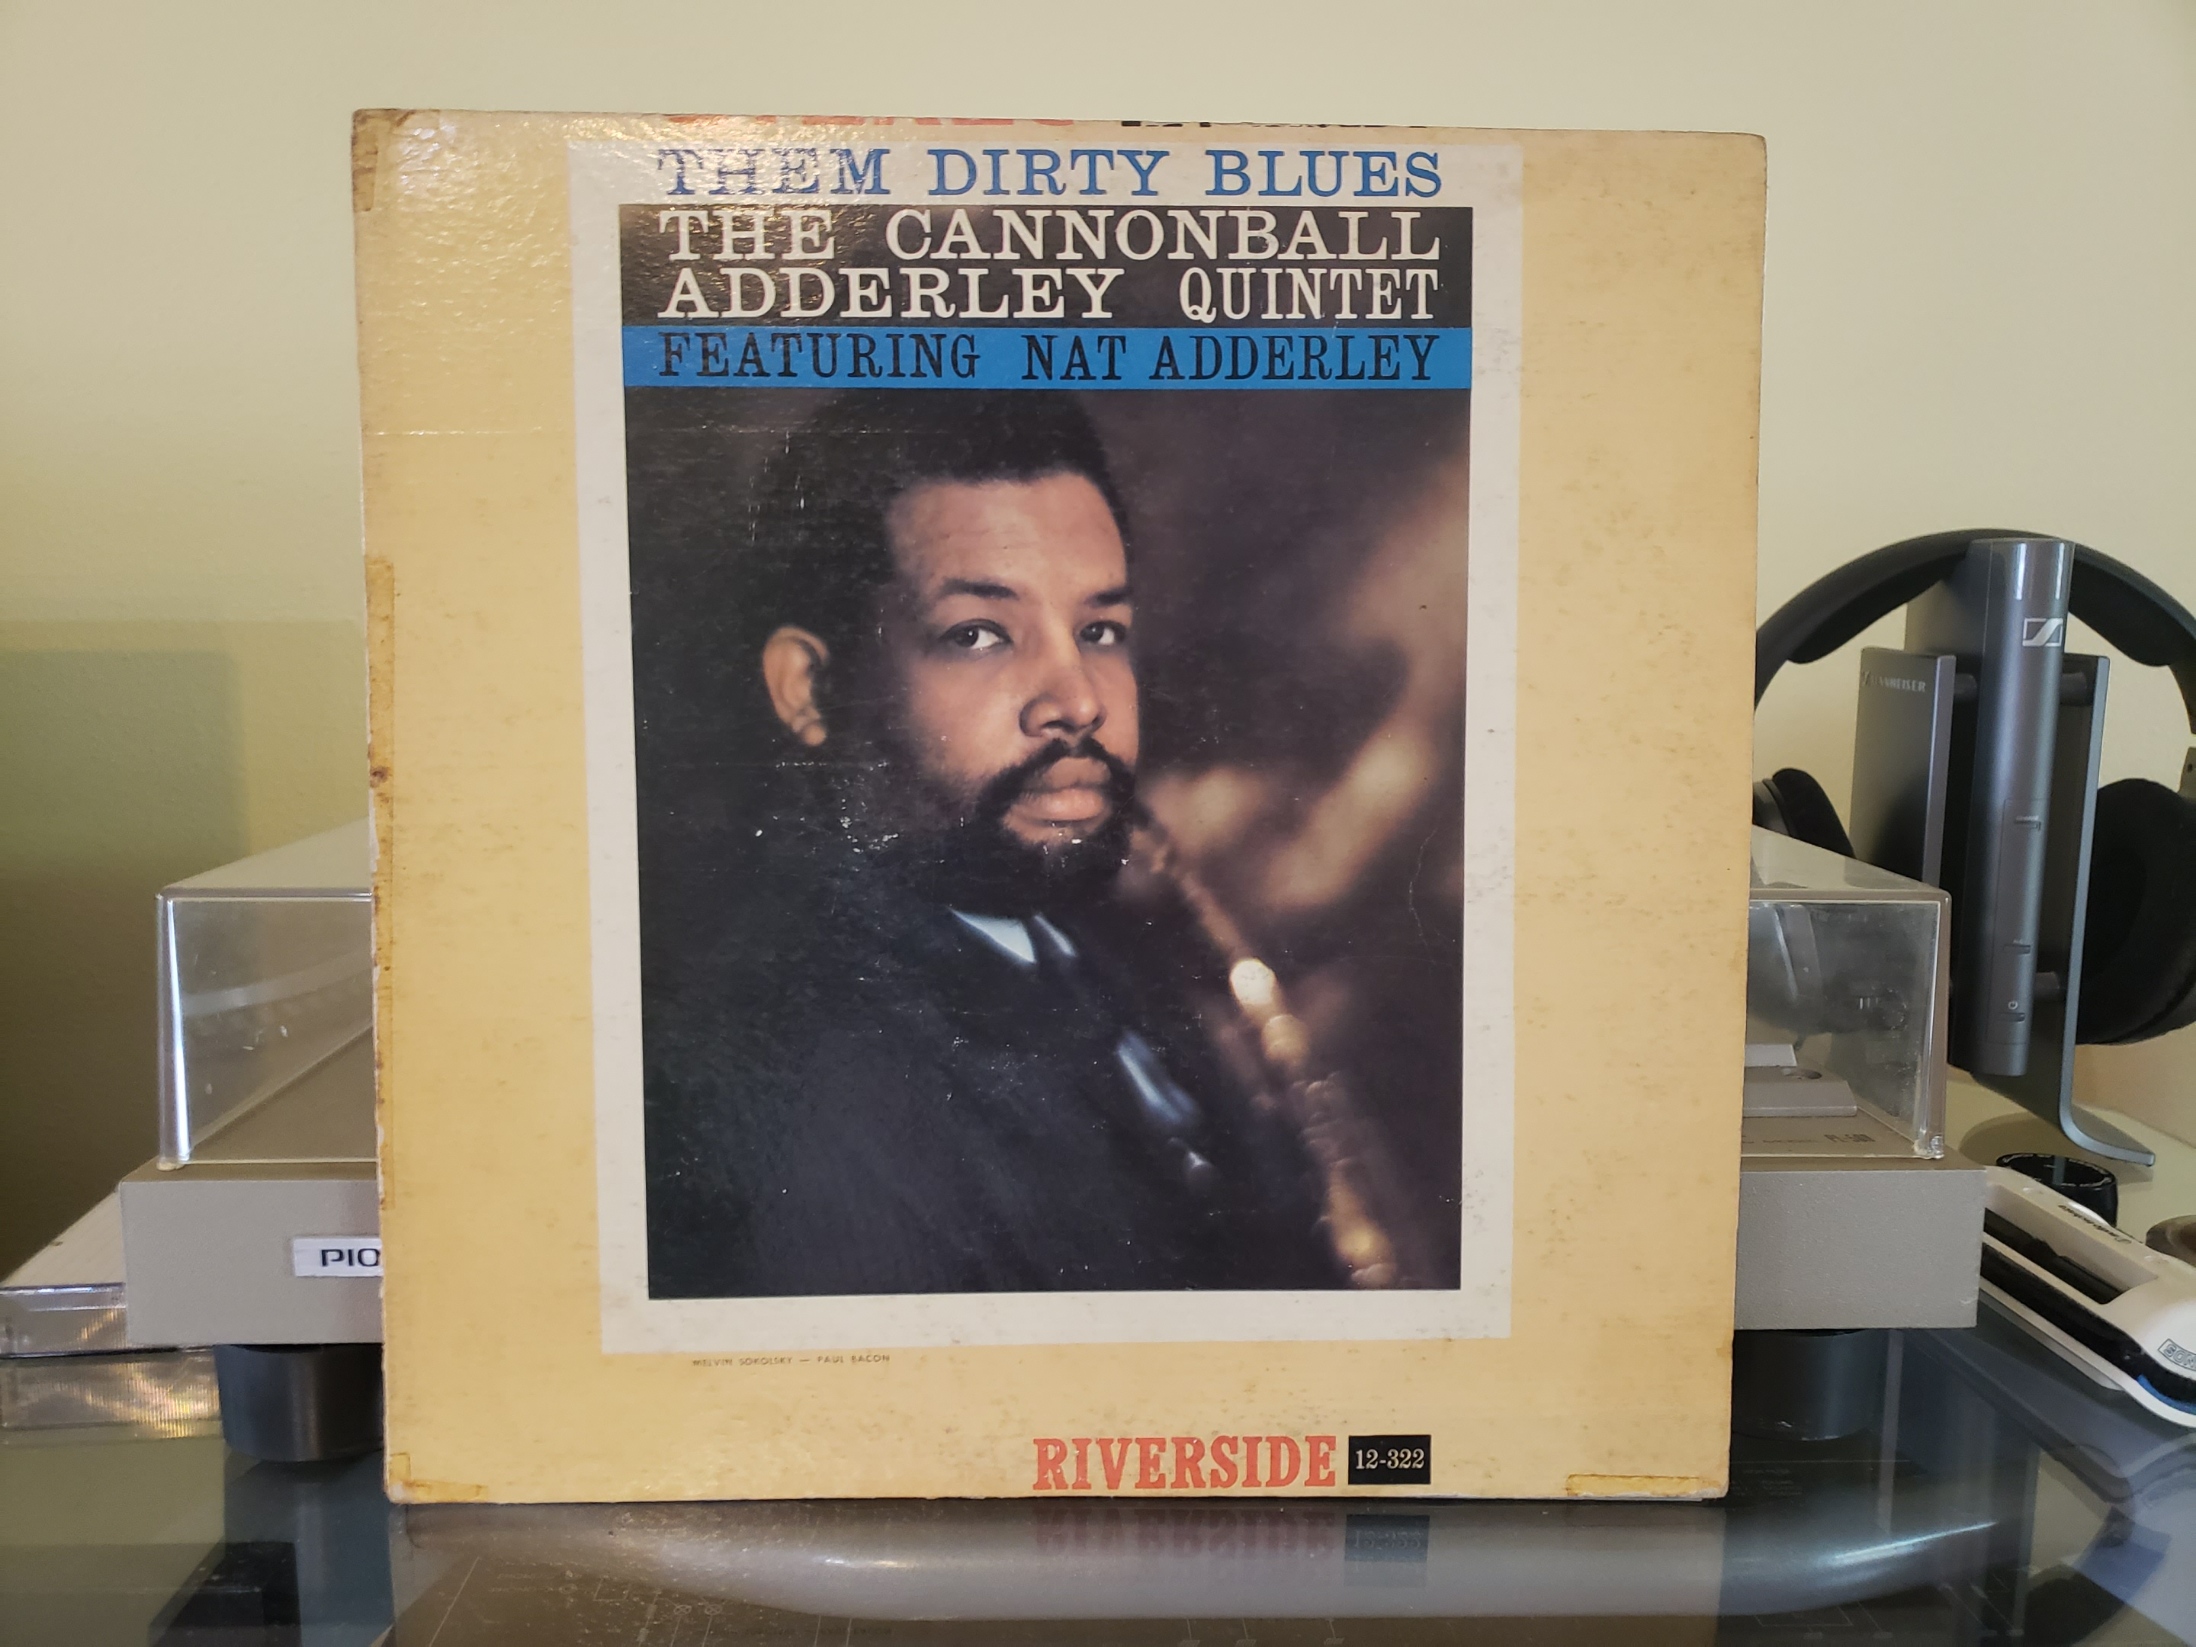 THEM DIRTY BLUES
THE CANNONBALL
ADDERLEY QUINTET
FEATURING NAT ADDERLEY
MELVIN SOKOLSKY — PAUL BACON
RIVERSIDE 12-322
PIO